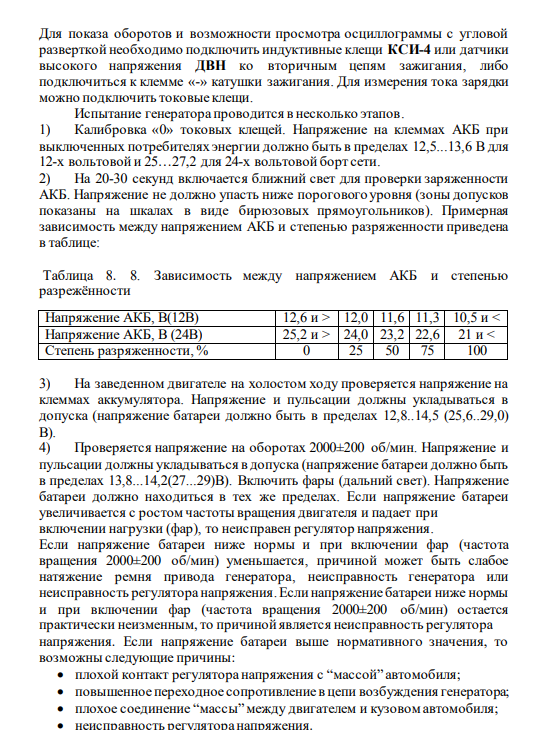 Для показа оборотов и возможности просмотра осциллограммы с угловой
разверткой необходимо подключить индуктивные клещи КСИ-4 или датчики
высокого напряжения ДВН ко вторичным цепям зажигания, либо
подключиться к клемме «-» катушки зажигания. Для измерения тока зарядки
можно подключить токовые клещи.
Испытание генератора проводится в несколько этапов.
1) Калибровка «0» токовых клещей. Напряжение на клеммах АКБ при
выключенных потребителях энергии должно быть в пределах 12,5...13,6 В для
12-х вольтовой и 25…27,2 для 24-х вольтовой борт сети.
2) На 20-30 секунд включается ближний свет для проверки заряженности
АКБ. Напряжение не должно упасть ниже порогового уровня (зоны допусков
показаны на шкалах в виде бирюзовых прямоугольников). Примерная
зависимость между напряжением АКБ и степенью разряженности приведена
в таблице:
Таблица 8. 8. Зависимость между напряжением АКБ и степенью
разрежённости
Напряжение АКБ, В(12В) 12,6 и > 12,0 11,6 11,3 10,5 и <
Напряжение АКБ, В (24В) 25,2 и > 24,0 23,2 22,6 21 и <
Степень разряженности, % 0 25 50 75 100
3) На заведенном двигателе на холостом ходу проверяется напряжение на
клеммах аккумулятора. Напряжение и пульсации должны укладываться в
допуска (напряжение батареи должно быть в пределах 12,8..14,5 (25,6..29,0)
В).
4) Проверяется напряжение на оборотах 2000±200 об/мин. Напряжение и
пульсации должны укладываться в допуска (напряжение батареи должно быть
в пределах 13,8...14,2(27...29)В). Включить фары (дальний свет). Напряжение
батареи должно находиться в тех же пределах. Если напряжение батареи
увеличивается с ростом частоты вращения двигателя и падает при
включении нагрузки (фар), то неисправен регулятор напряжения.
Если напряжение батареи ниже нормы и при включении фар (частота
вращения 2000±200 об/мин) уменьшается, причиной может быть слабое
натяжение ремня привода генератора, неисправность генератора или
неисправность регулятора напряжения. Если напряжение батареи ниже нормы
и при включении фар (частота вращения 2000±200 об/мин) остается
практически неизменным, то причиной является неисправность регулятора
напряжения. Если напряжение батареи выше нормативного значения, то
возможны следующие причины:
• плохой контакт регулятора напряжения с “массой” автомобиля;
• повышенное переходное сопротивление в цепи возбуждения генератора;
• плохое соединение “массы” между двигателем и кузовом автомобиля;
• неисправность регулятора напряжения.